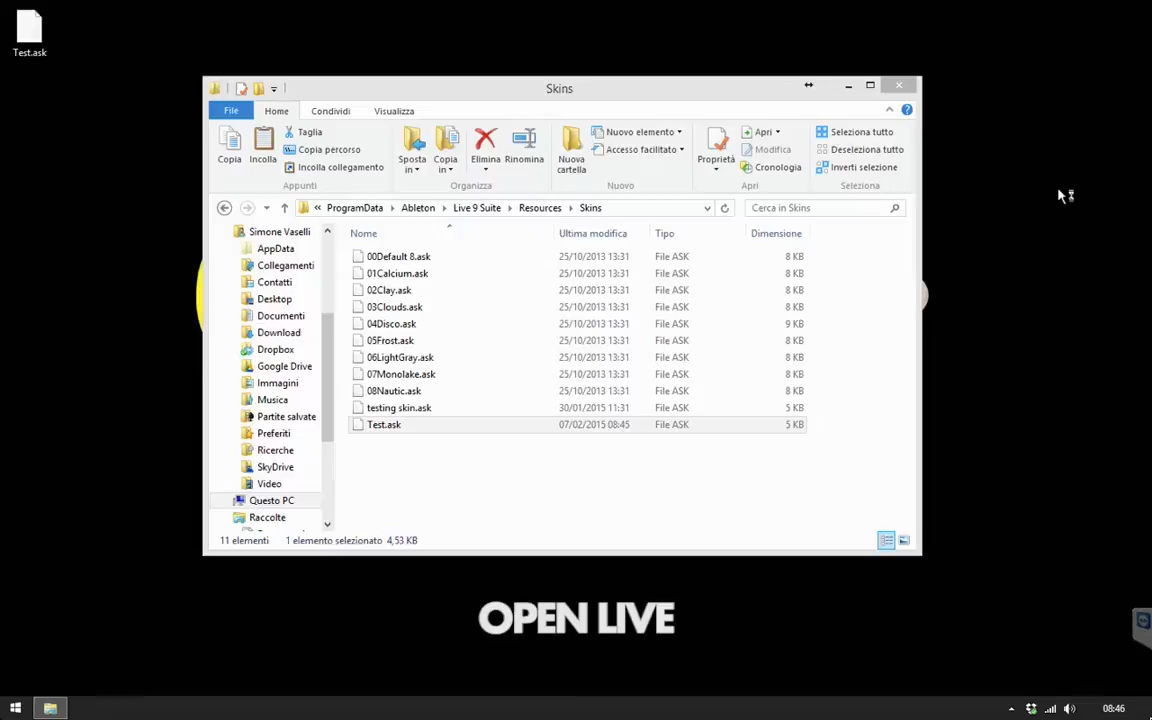 Test.ask
Skins
File Home Condividi Visualizza
Copia
Incolla
Taglia
Copia percorso
Incolla collegamento
Appunti
Sposta in
Copia in
Elimina
Rinomina
Organizza
Nuova cartella
Nuovo elemento
Accesso facilitato
Nuovo
Proprietà
Apri
Modifica
Cronologia
Apri
Seleziona tutto
Deseleziona tutto
Inverti selezione
Seleziona
« ProgramData Ableton Live 9 Suite Resources Skins
Cerca in Skins
Simone Vaselli
AppData
Collegamenti
Contatti
Desktop
Documenti
Download
Dropbox
Google Drive
Immagini
Musica
Partite salvate
Preferiti
Ricerche
SkyDrive
Video
Questo PC
Raccolte
Nome Ultima modifica Tipo Dimensione
00Default 8.ask 25/10/2013 13:31 File ASK 8 KB
01Calcium.ask 25/10/2013 13:31 File ASK 8 KB
02Clay.ask 25/10/2013 13:31 File ASK 8 KB
03Clouds.ask 25/10/2013 13:31 File ASK 8 KB
04Disco.ask 25/10/2013 13:31 File ASK 9 KB
05Frost.ask 25/10/2013 13:31 File ASK 8 KB
06LightGray.ask 25/10/2013 13:31 File ASK 8 KB
07Monolake.ask 25/10/2013 13:31 File ASK 8 KB
08Nautic.ask 25/10/2013 13:31 File ASK 8 KB
testing skin.ask 30/01/2015 11:31 File ASK 5 KB
Test.ask 07/02/2015 08:45 File ASK 5 KB
11 elementi 1 elemento selezionato 4,53 KB
OPEN LIVE
08:46